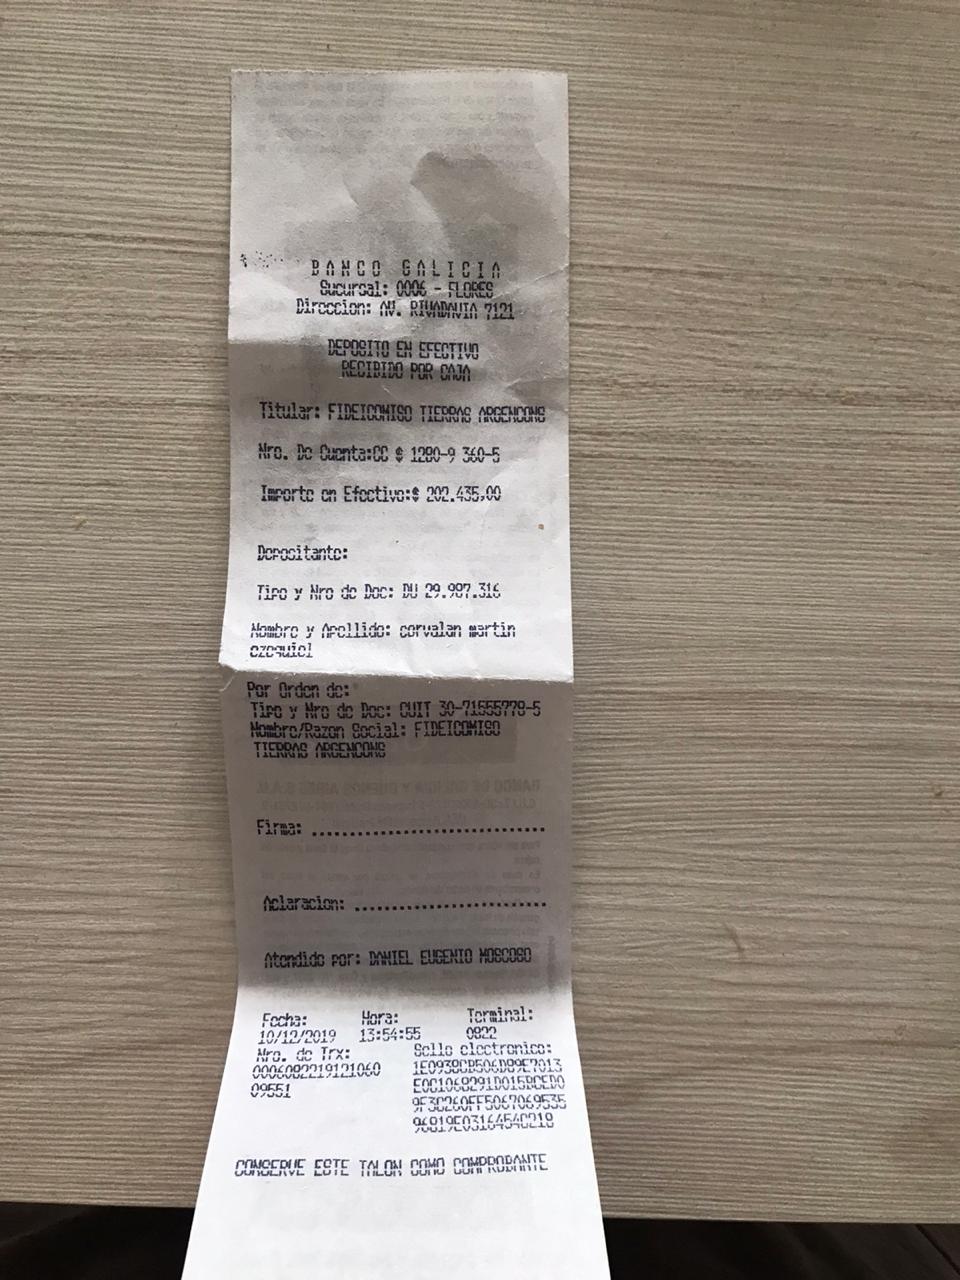 BANCO GALICIA
Sucursal: 0006 - FLORES
Direccion: AV. RIVADAVIA 7121
DEPOSITO EN EFECTIVO
RECIBIDO POR CAJA
Titular: FIDEICOMISO TIERRAS ARGENCONS
Nro. De Cuenta:CC $ 1280-9 360-5
Importe en Efectivo:$ 202.435,00
Depositante:
Tipo y Nro de Doc: DU 29.987.316
Nombre y Apellido: corvalan martin
ezequiel
Por Orden de:
Tipo y Nro de Doc: CUIT 30-71555778-5
Nombre/Razon Social: FIDEICOMISO
TIERRAS ARGENCONS
Firma: ..............................
Aclaracion: .........................
Atendido por: DANIEL EUGENIO MOSCOSO
Fecha: Hora: Terminal:
10/12/2019 13:54:55 0822
Nro. de Trx: Sello electronico:
0006082219121060
09551
CONSERVE ESTE TALON COMO COMPROBANTE